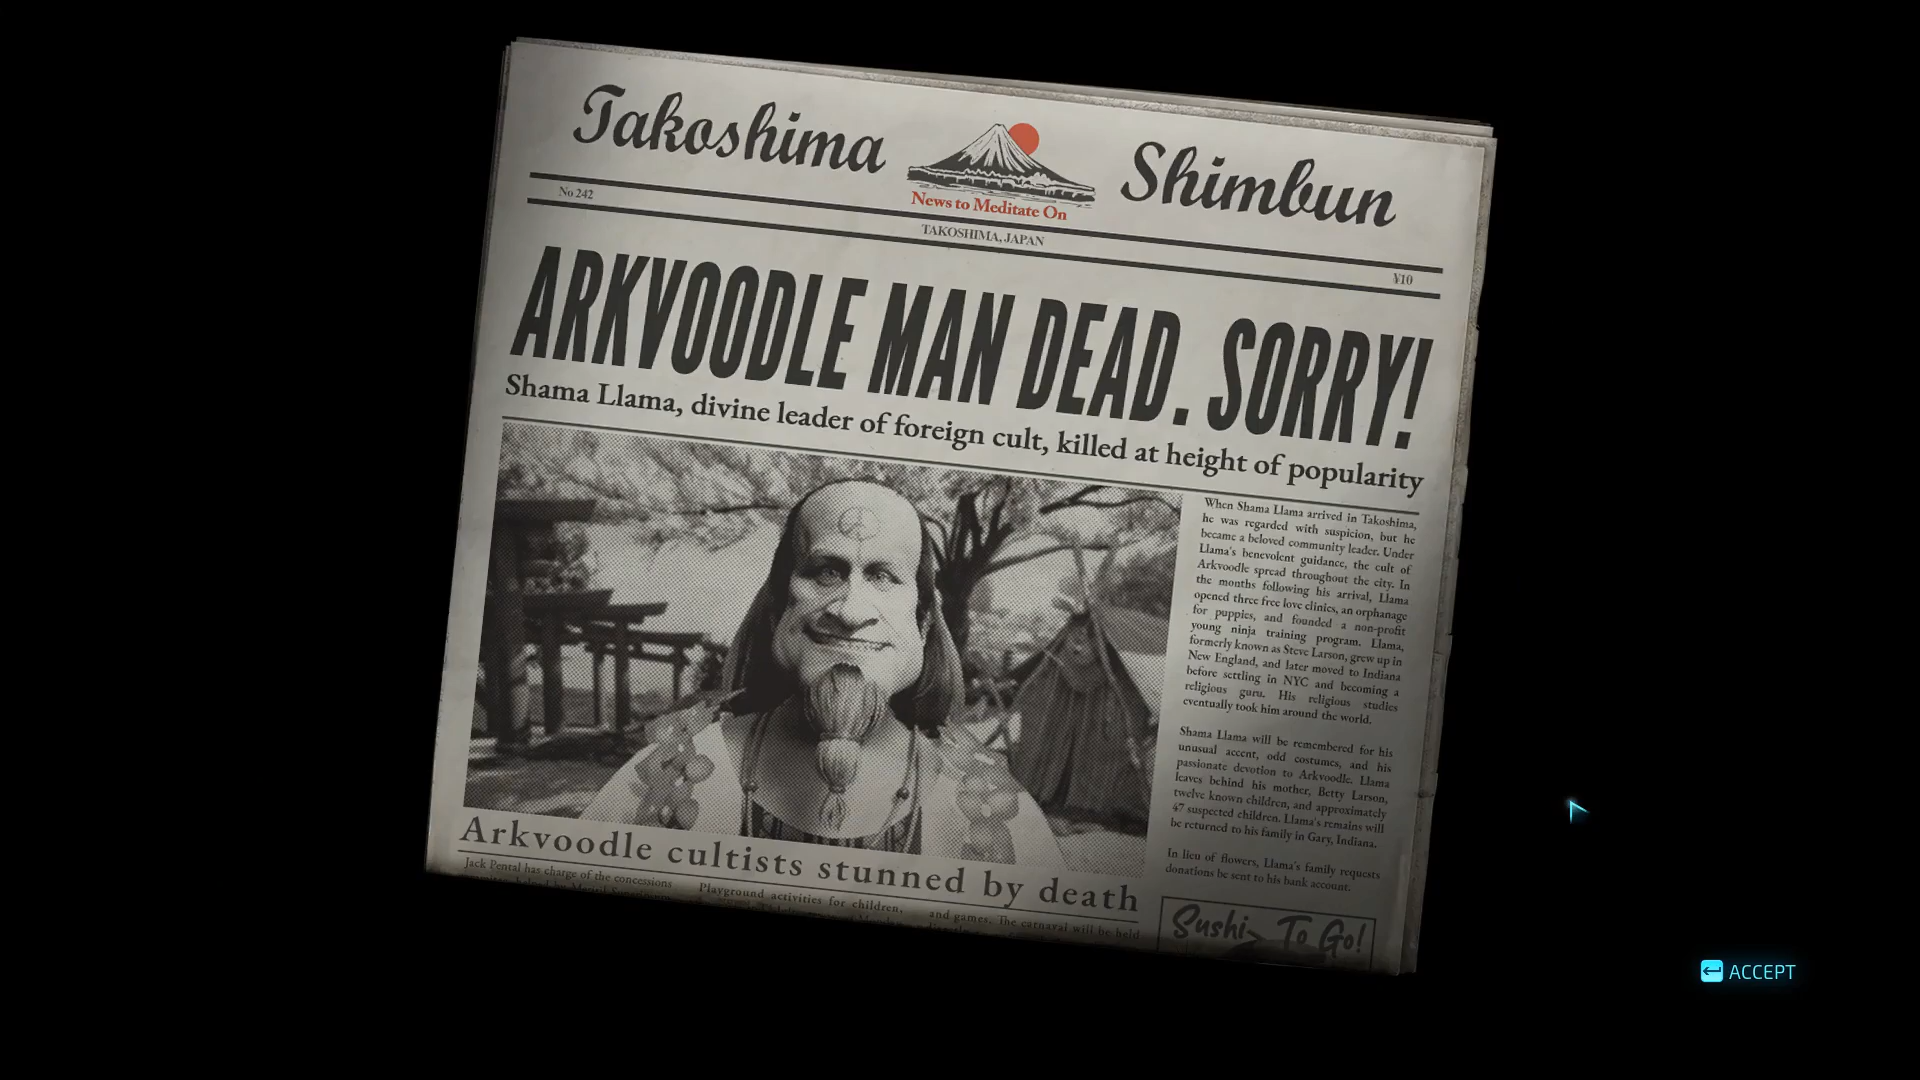 Takoshima Shimbun
News to Meditate On
No 242
TAKOSHIMA, JAPAN
¥10
ARKVOODLE MAN DEAD. SORRY!
Shama Llama, divine leader of foreign cult, killed at height of popularity
When Shama Llama arrived in Takoshima,
he was regarded with suspicion, but he
became a beloved community leader. Under
Llama's benevolent guidance, the cult of
Arkvoodle spread throughout the city. In
the months following his arrival, Llama
opened three free love clinics, an orphanage
for puppies, and founded a non-profit
young ninja training program. Llama,
formerly known as Steve Larson, grew up in
New England, and later moved to Indiana
before settling in NYC and becoming a
religious guru. His religious studies
eventually took him around the world.
Shama Llama will be remembered for his
unusual accent, odd costumes, and his
passionate devotion to Arkvoodle. Llama
leaves behind his mother, Betty Larson,
twelve known children, and approximately
47 suspected children. Llama's remains will
be returned to his family in Gary, Indiana.
In lieu of flowers, Llama's family requests
donations be sent to his bank account.
Arkvoodle cultists stunned by death
Jack Pental has charge of the concessions
Playground activities for children,
and games. The carnaval will be held
Sushi To Go!
ACCEPT